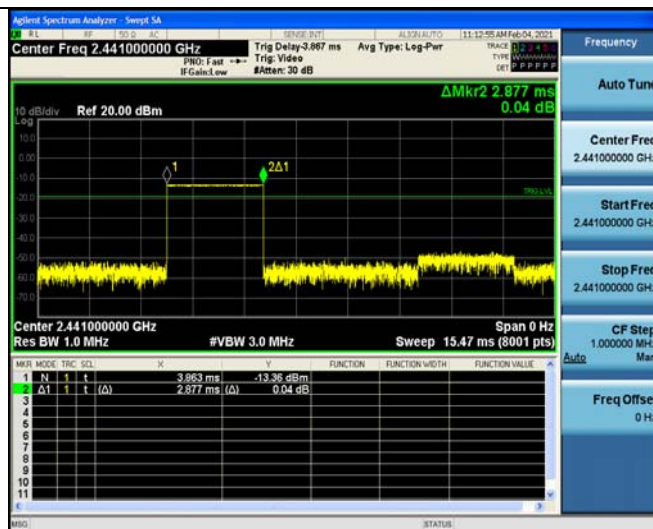 Agilent Spectrum Analyzer - Swept SA
RL RF 50 Ω AC SENSE:INT ALIGN AUTO 11:12:55 AM Feb 04, 2021
Center Freq 2.441000000 GHz
PNO: Fast
IFGain:Low
Trig Delay-3.867 ms
Trig: Video
#Atten: 30 dB
Avg Type: Log-Pwr
TRACE 1 2 3 4 5 6
TYPE WWWWWW
DET P P P P P P
ΔMkr2 2.877 ms
0.04 dB
10 dB/div Ref 20.00 dBm
Log
10.0
0.00
-10.0
-20.0
-30.0
-40.0
-50.0
-60.0
-70.0
1
2Δ1
TRIG LVL
Center 2.441000000 GHz Span 0 Hz
Res BW 1.0 MHz #VBW 3.0 MHz Sweep 15.47 ms (8001 pts)
MKR MODE TRC SCL X Y FUNCTION FUNCTION WIDTH FUNCTION VALUE
1 N 1 t 3.863 ms -13.36 dBm
2 Δ1 1 t (Δ) 2.877 ms (Δ) 0.04 dB
3
4
5
6
7
8
9
10
11
MSG STATUS
Frequency
Auto Tune
Center Freq
2.441000000 GHz
Start Freq
2.441000000 GHz
Stop Freq
2.441000000 GHz
CF Step
1.000000 MHz
Auto Man
Freq Offset
0 Hz